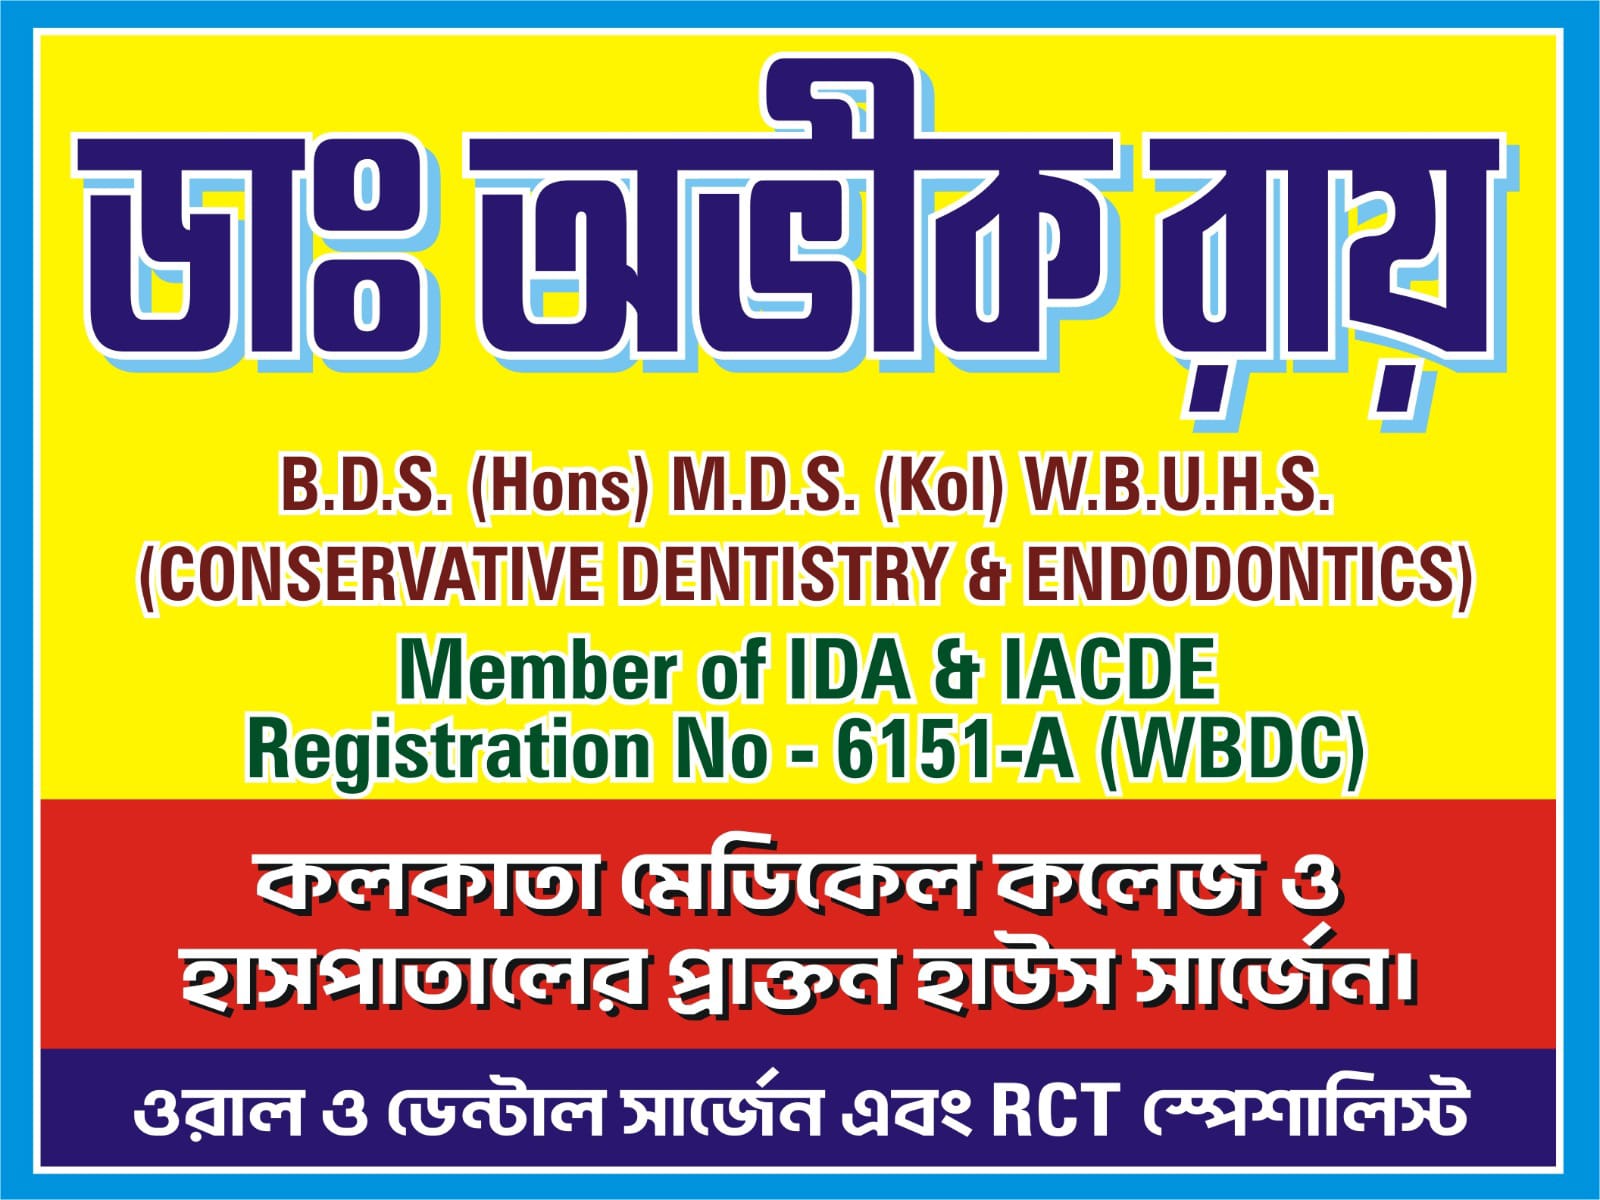 ডাঃ অভীক রায়
B.D.S. (Hons) M.D.S. (Kol) W.B.U.H.S.
(CONSERVATIVE DENTISTRY & ENDODONTICS)
Member of IDA & IACDE
Registration No - 6151-A (WBDC)
কলকাতা মেডিকেল কলেজ ও
হাসপাতালের প্রাক্তন হাউস সার্জেন।
ওরাল ও ডেন্টাল সার্জেন এবং RCT স্পেশালিস্ট